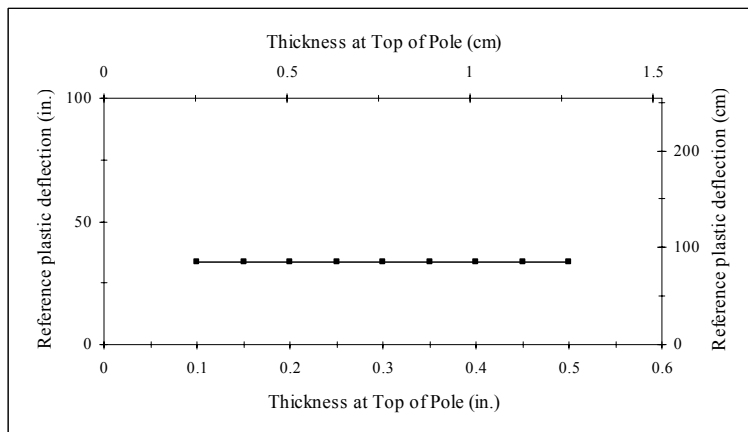 Thickness at Top of Pole (cm)
0 0.5 1 1.5
Reference plastic deflection (in.)
100
50
0
200
100
0
Reference plastic deflection (cm)
0 0.1 0.2 0.3 0.4 0.5 0.6
Thickness at Top of Pole (in.)